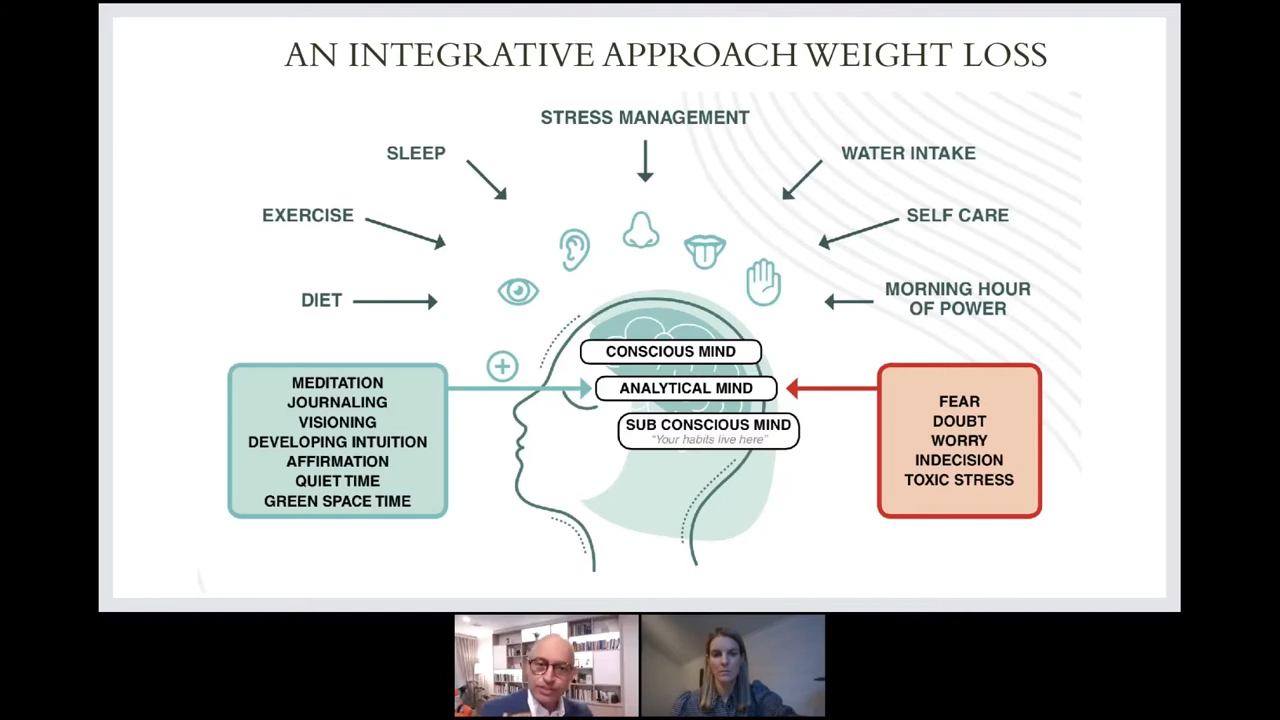 AN INTEGRATIVE APPROACH WEIGHT LOSS
STRESS MANAGEMENT
SLEEP
WATER INTAKE
EXERCISE
SELF CARE
DIET
MORNING HOUR
OF POWER
CONSCIOUS MIND
ANALYTICAL MIND
SUB CONSCIOUS MIND
"Your habits live here"
MEDITATION
JOURNALING
VISIONING
DEVELOPING INTUITION
AFFIRMATION
QUIET TIME
GREEN SPACE TIME
FEAR
DOUBT
WORRY
INDECISION
TOXIC STRESS